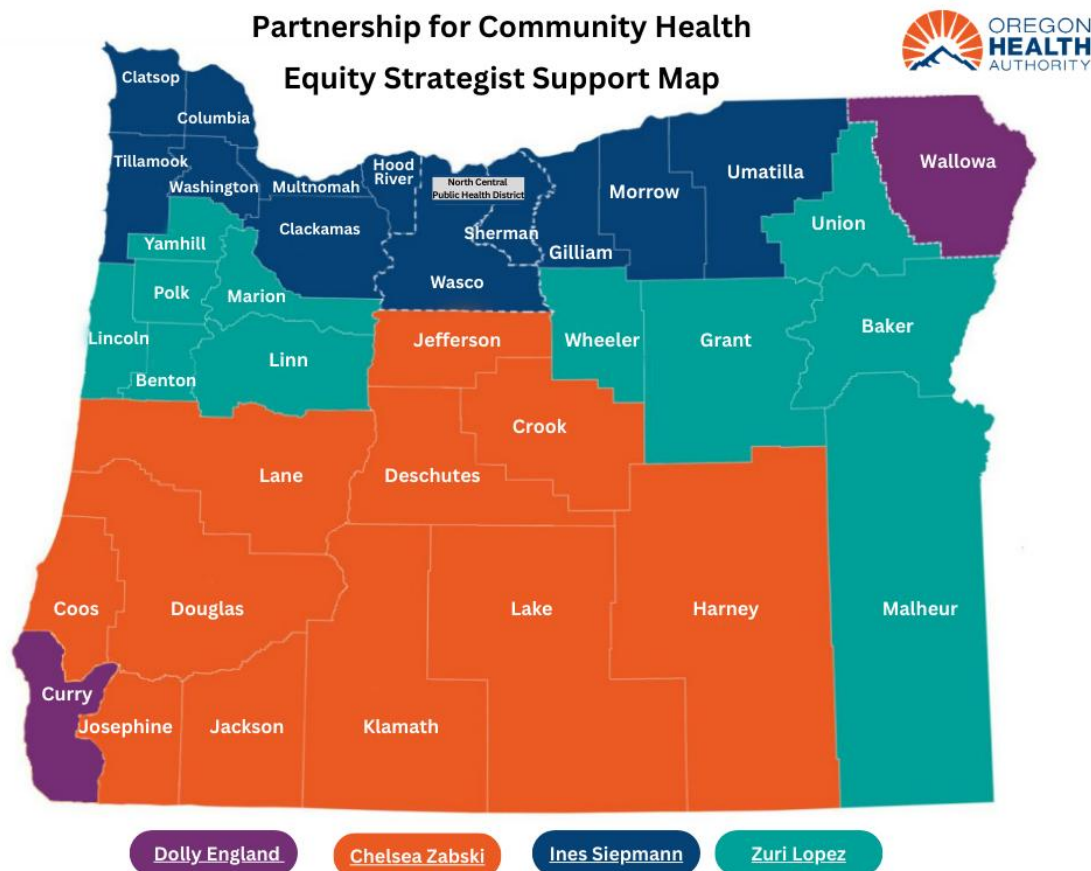 Partnership for Community Health
Equity Strategist Support Map
OREGON
HEALTH
AUTHORITY
Clatsop
Columbia
Tillamook
Washington
Multnomah
Hood
River
North Central
Public Health District
Morrow
Umatilla
Wallowa
Clackamas
Sherman
Gilliam
Union
Yamhill
Wasco
Polk
Marion
Lincoln
Linn
Benton
Jefferson
Wheeler
Grant
Baker
Crook
Lane
Deschutes
Coos
Douglas
Lake
Harney
Malheur
Curry
Josephine
Jackson
Klamath
Dolly England
Chelsea Zabski
Ines Siepmann
Zuri Lopez